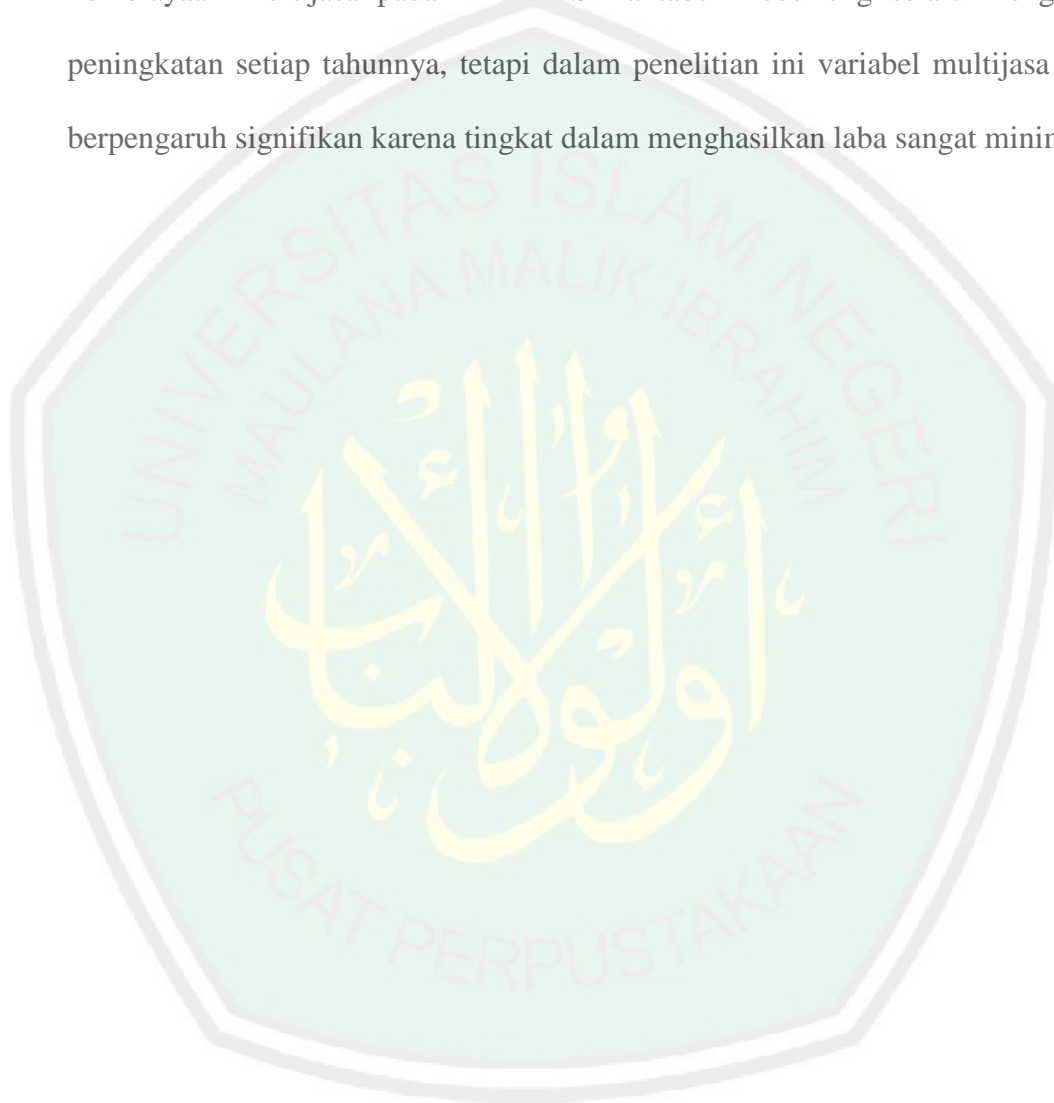 peningkatan setiap tahunnya, tetapi dalam penelitian ini variabel multijasa
berpengaruh signifikan karena tingkat dalam menghasilkan laba sangat
UNIVERSITAS ISLAM NEGERI
MAULANA MALIK IBRAHIM
أولوا الألباب
PUSAT PERPUSTAKAAN